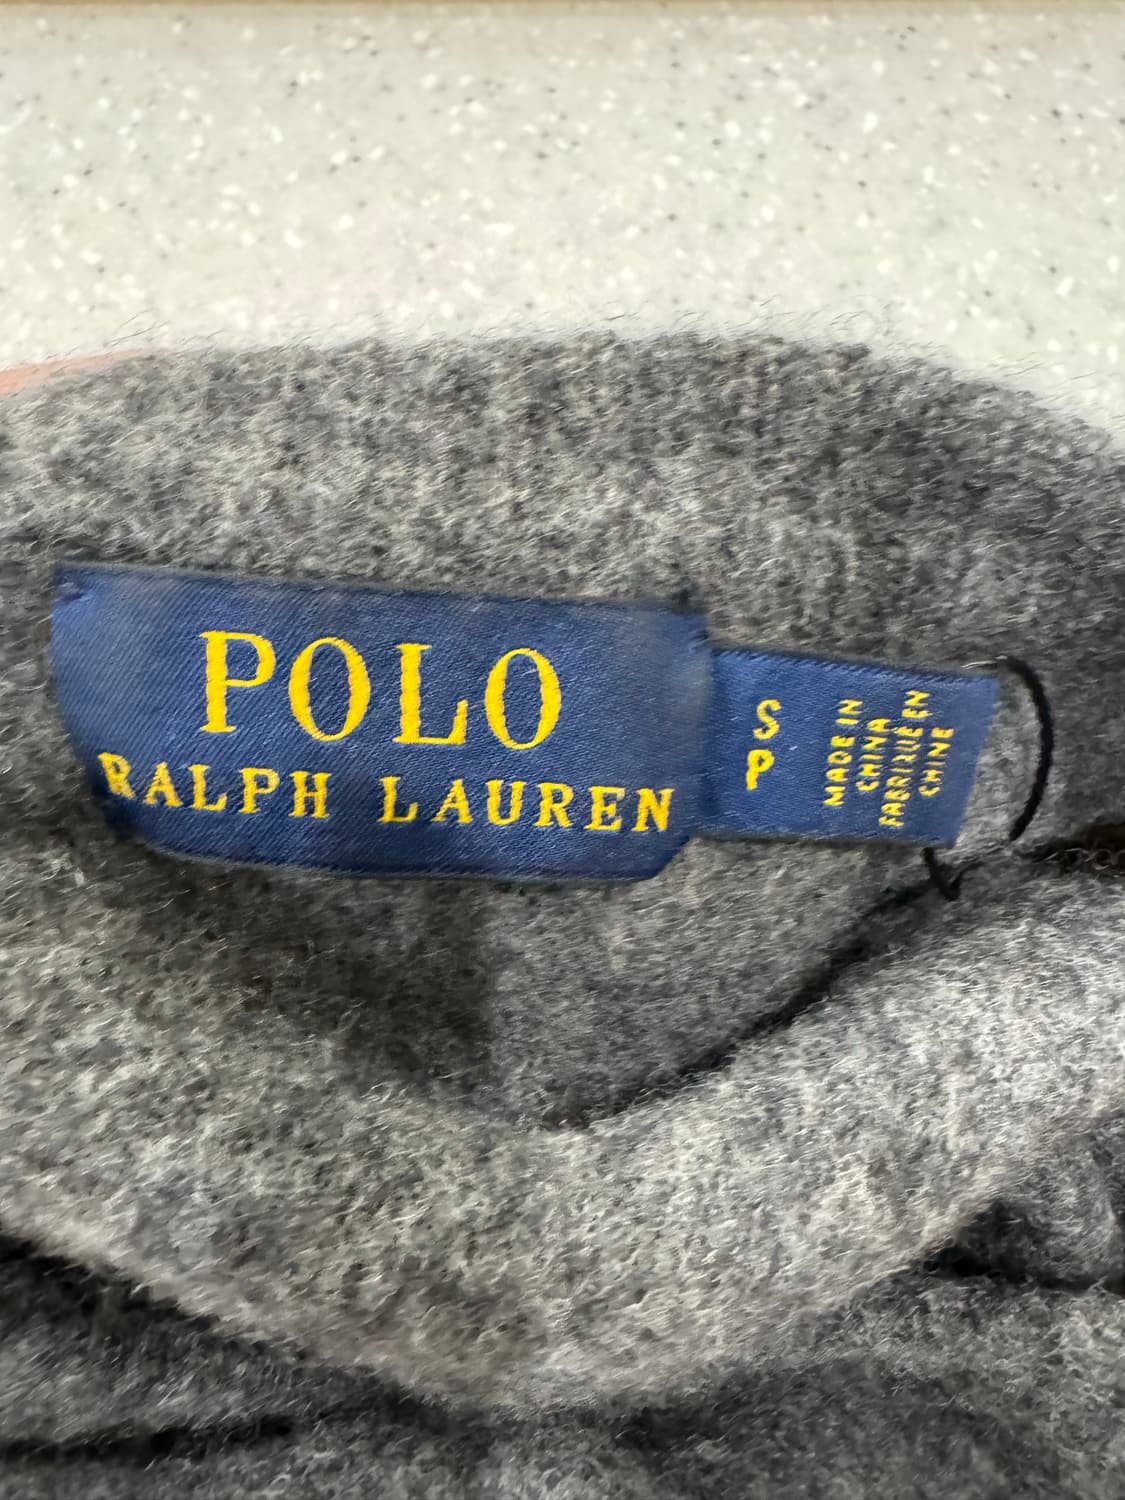 POLO
RALPH LAUREN
S
P
MADE IN
CHINA
FABRIQUÉ EN
CHINE